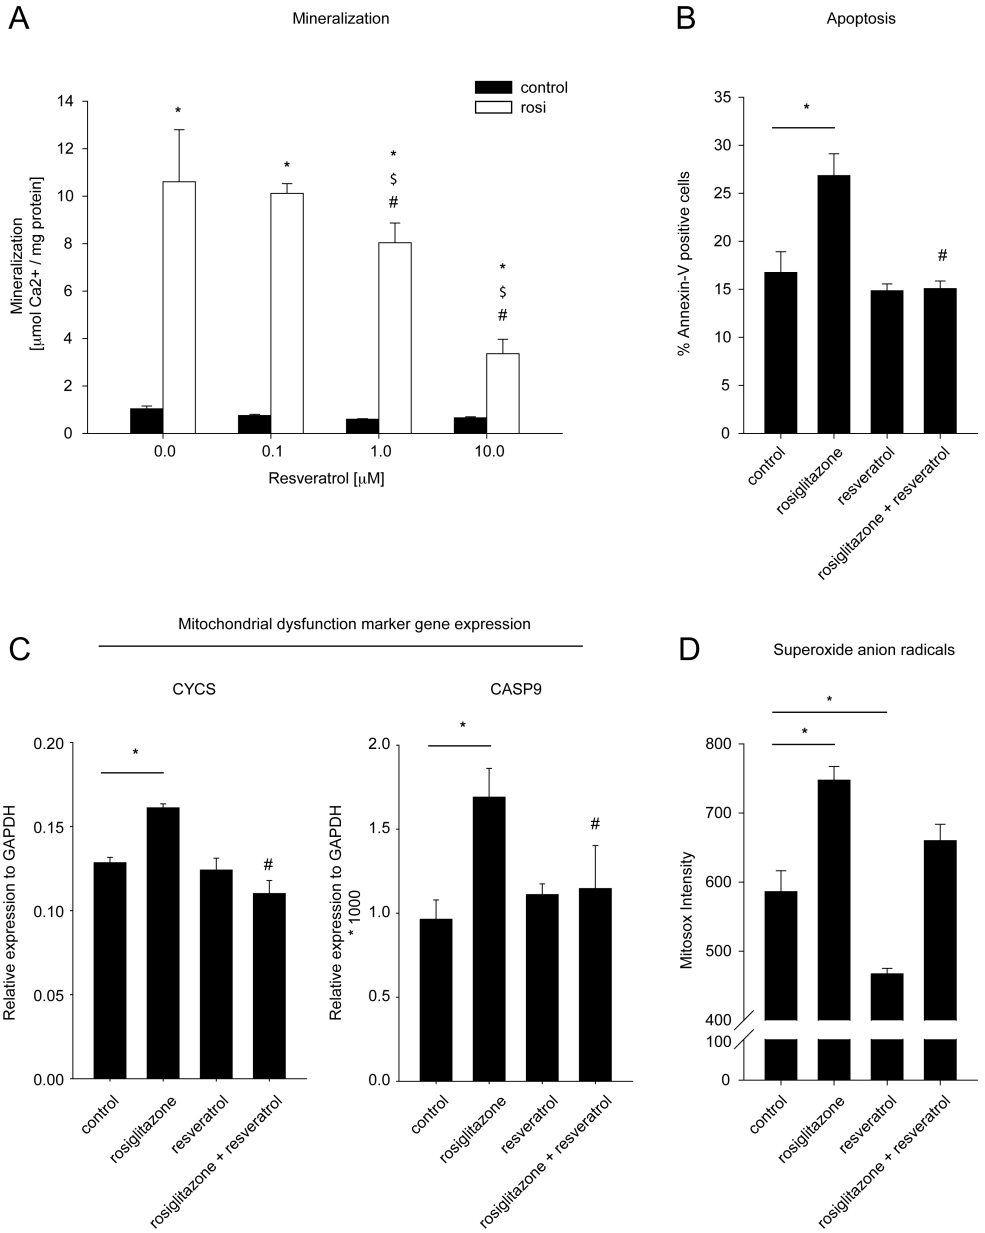 A
Mineralization
control
rosi
14
12
10
8
6
4
2
0
Mineralization
[μmol Ca2+ / mg protein]
*
*
*
$
#
*
$
#
0.0
0.1
1.0
10.0
Resveratrol [μM]
B
Apoptosis
35
30
25
20
15
10
5
0
% Annexin-V positive cells
*
#
control
rosiglitazone
resveratrol
rosiglitazone + resveratrol
C
Mitochondrial dysfunction marker gene expression
CYCS
0.20
0.15
0.10
0.05
0.00
Relative expression to GAPDH
*
#
control
rosiglitazone
resveratrol
rosiglitazone + resveratrol
CASP9
2.0
1.5
1.0
0.5
0.0
Relative expression to GAPDH
* 1000
*
#
control
rosiglitazone
resveratrol
rosiglitazone + resveratrol
D
Superoxide anion radicals
*
*
800
700
600
500
400
100
0
Mitosox Intensity
control
rosiglitazone
resveratrol
rosiglitazone + resveratrol